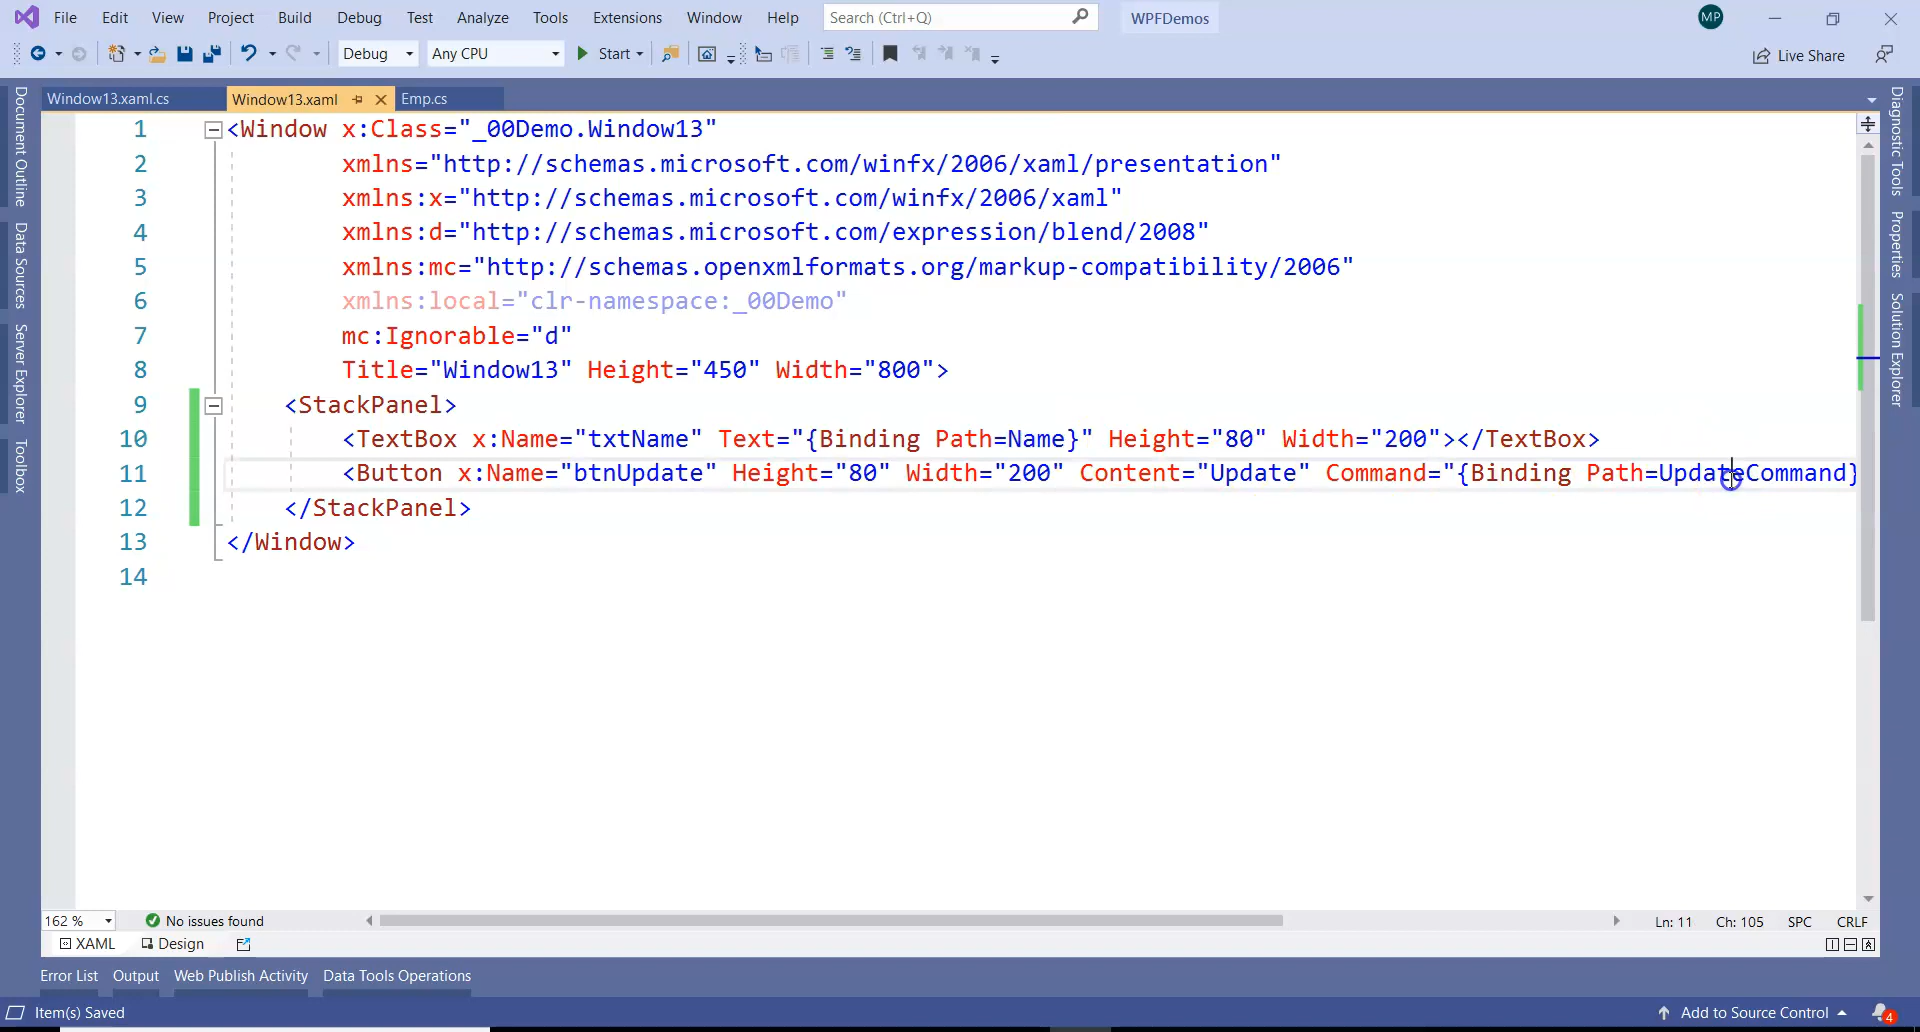 File Edit View Project Build Debug Test Analyze Tools Extensions Window Help Search (Ctrl+Q) WPFDemos MP
Debug Any CPU Start Live Share
Window13.xaml.cs Window13.xaml Emp.cs
Document Outline
Data Sources
Server Explorer
Toolbox
1 <Window x:Class="_00Demo.Window13"
2 xmlns="http://schemas.microsoft.com/winfx/2006/xaml/presentation"
3 xmlns:x="http://schemas.microsoft.com/winfx/2006/xaml"
4 xmlns:d="http://schemas.microsoft.com/expression/blend/2008"
5 xmlns:mc="http://schemas.openxmlformats.org/markup-compatibility/2006"
6 xmlns:local="clr-namespace:_00Demo"
7 mc:Ignorable="d"
8 Title="Window13" Height="450" Width="800">
9 <StackPanel>
10 <TextBox x:Name="txtName" Text="{Binding Path=Name}" Height="80" Width="200"></TextBox>
11 <Button x:Name="btnUpdate" Height="80" Width="200" Content="Update" Command="{Binding Path=UpdateCommand}
12 </StackPanel>
13 </Window>
14
Diagnostic Tools
Properties
Solution Explorer
162 % No issues found Ln: 11 Ch: 105 SPC CRLF
XAML Design
Error List Output Web Publish Activity Data Tools Operations
Item(s) Saved Add to Source Control 4